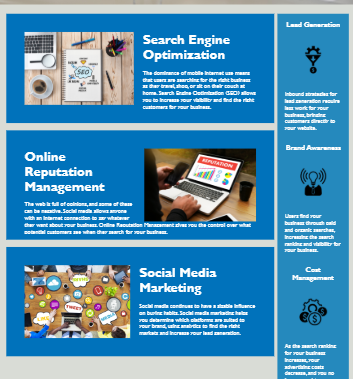 Search Engine
Optimization
The dominance of mobile internet use means
that users are searching for the right business
as they travel, shop, or sit on their couch at
home. Search Engine Optimization (SEO) allows
you to increase your visibility and find the right
customers for your business.
SEO
Online
Reputation
Management
The web is full of opinions, and some of these
can be negative. Social media allows anyone
with an internet connection to say whatever
they want about your business. Online Reputation Management gives you the control over what
potential customers see when they search for your business.
REPUTATION
Social Media
Marketing
Social media continues to have a sizable influence
on buying habits. Social media marketing helps
you determine which platforms are suited to
your brand, using analytics to find the right
markets and increase your lead generation.
Lead Generation
Inbound strategies for
lead generation require
less work for your
business, bringing
customers directly to
your website.
Brand Awareness
Users find your
business through paid
and organic searches,
increasing the search
ranking and visibility for
your business.
Cost
Management
As the search ranking
for your business
increases, your
advertising costs
decrease, and you no